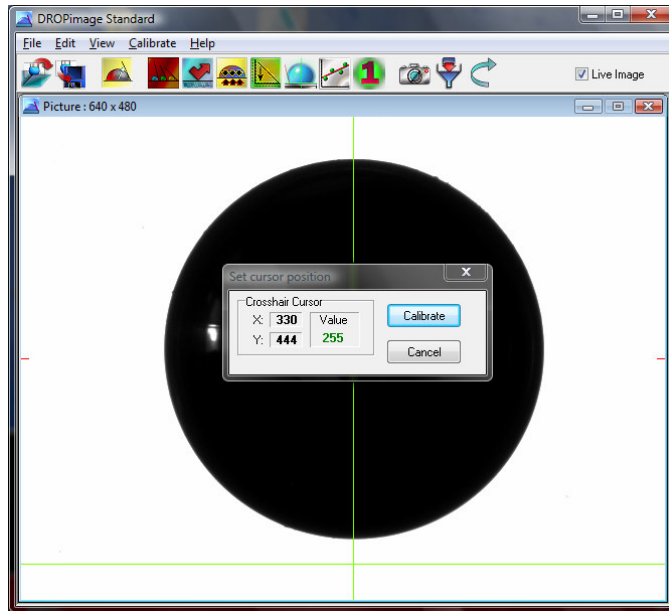 DROPimage Standard
File Edit View Calibrate Help
1
Live Image
Picture : 640 x 480
Set cursor position
Crosshair Cursor
X: 330 Value
Y: 444 255
Calibrate
Cancel